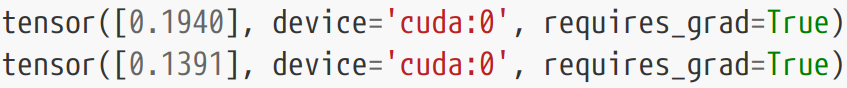 tensor([0.1940], device='cuda:0', requires_grad=True)
tensor([0.1391], device='cuda:0', requires_grad=True)